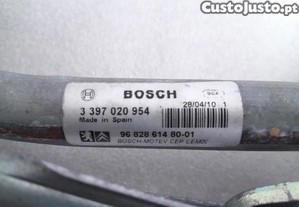 CustoJusto.pt
BOSCH
3 397 020 954
28/04/10 1
Made in Spain
96 828 614 80-01
BOSCH-MOTEV CEP LEMXI